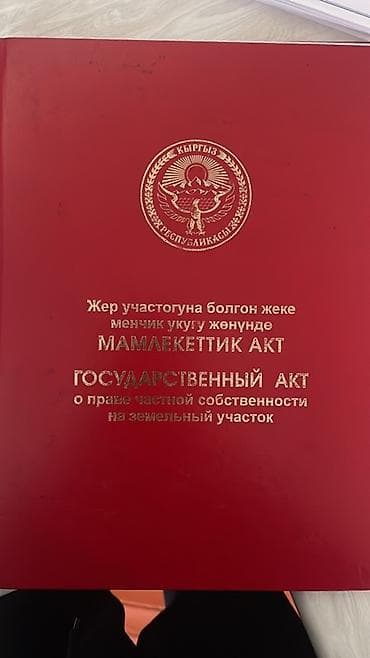 КЫРГЫЗ
РЕСПУБЛИКАСЫ
Жер участогуна болгон жеке
менчик укугу жөнүндө
МАМЛЕКЕТТИК АКТ
ГОСУДАРСТВЕННЫЙ АКТ
о праве частной собственности
на земельный участок